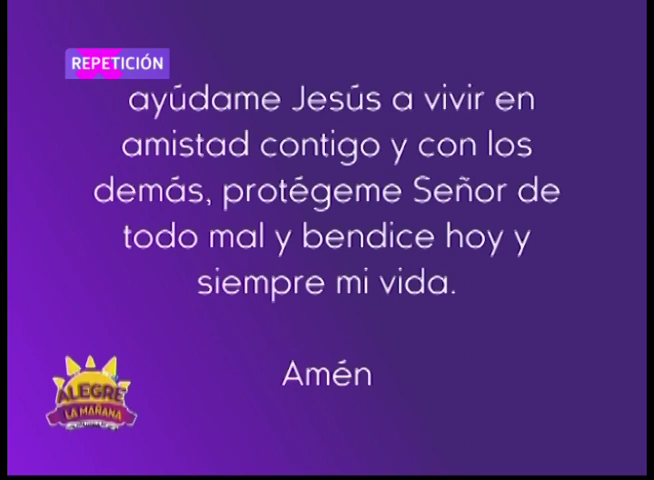 REPETICIÓN
ayúdame Jesús a vivir en
amistad contigo y con los
demás, protégeme Señor de
todo mal y bendice hoy y
siempre mi vida.
Amén
ALEGRE
LA MAÑANA